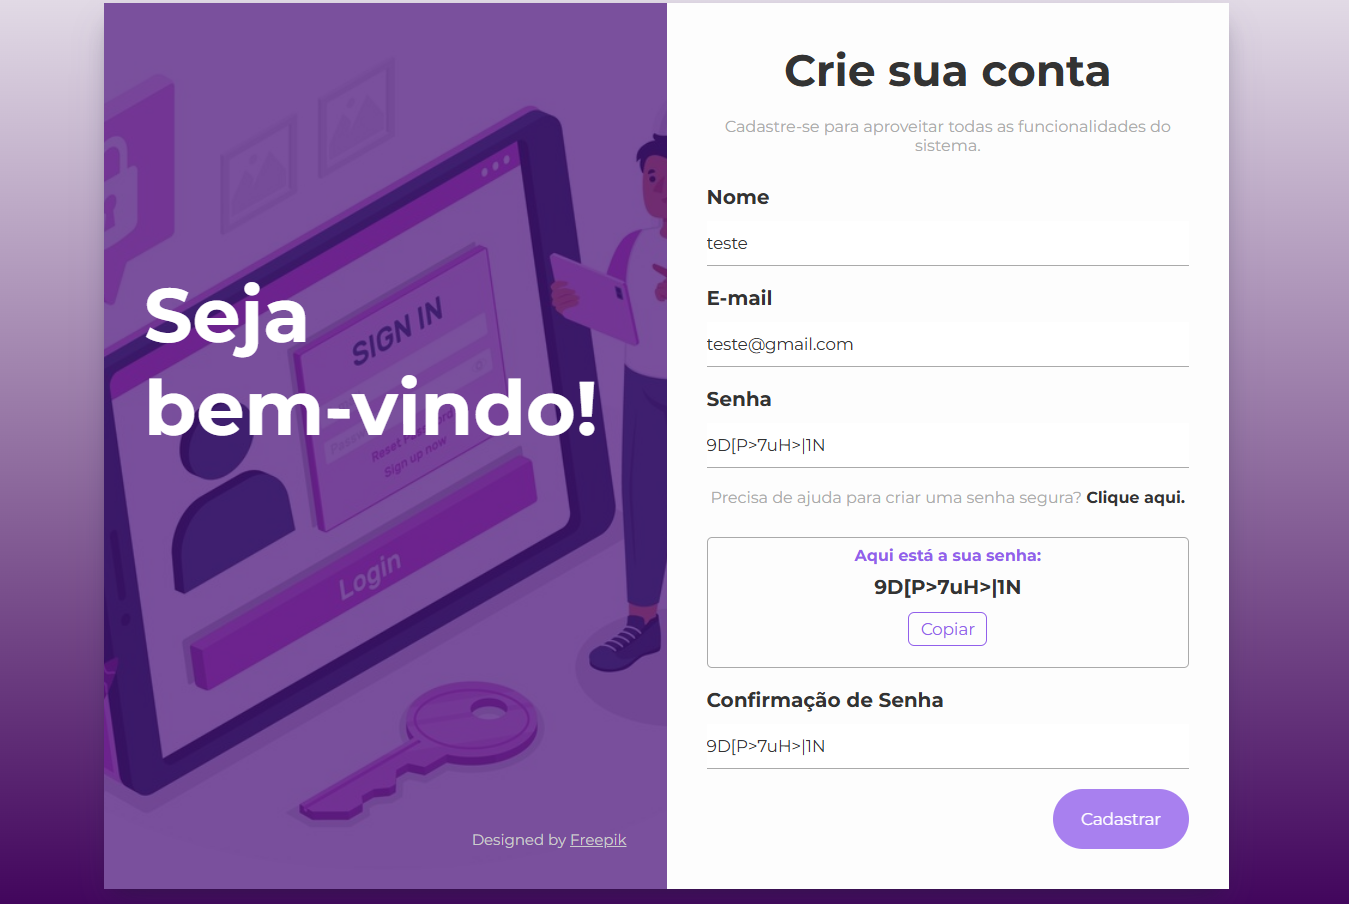 Seja
bem-vindo!
SIGN IN
Reset Password
Sign up now
Login
Designed by Freepik
Crie sua conta
Cadastre-se para aproveitar todas as funcionalidades do
sistema.
Nome
teste
E-mail
teste@gmail.com
Senha
9D[P>7uH>|1N
Precisa de ajuda para criar uma senha segura? Clique aqui.
Aqui está a sua senha:
9D[P>7uH>|1N
Copiar
Confirmação de Senha
9D[P>7uH>|1N
Cadastrar